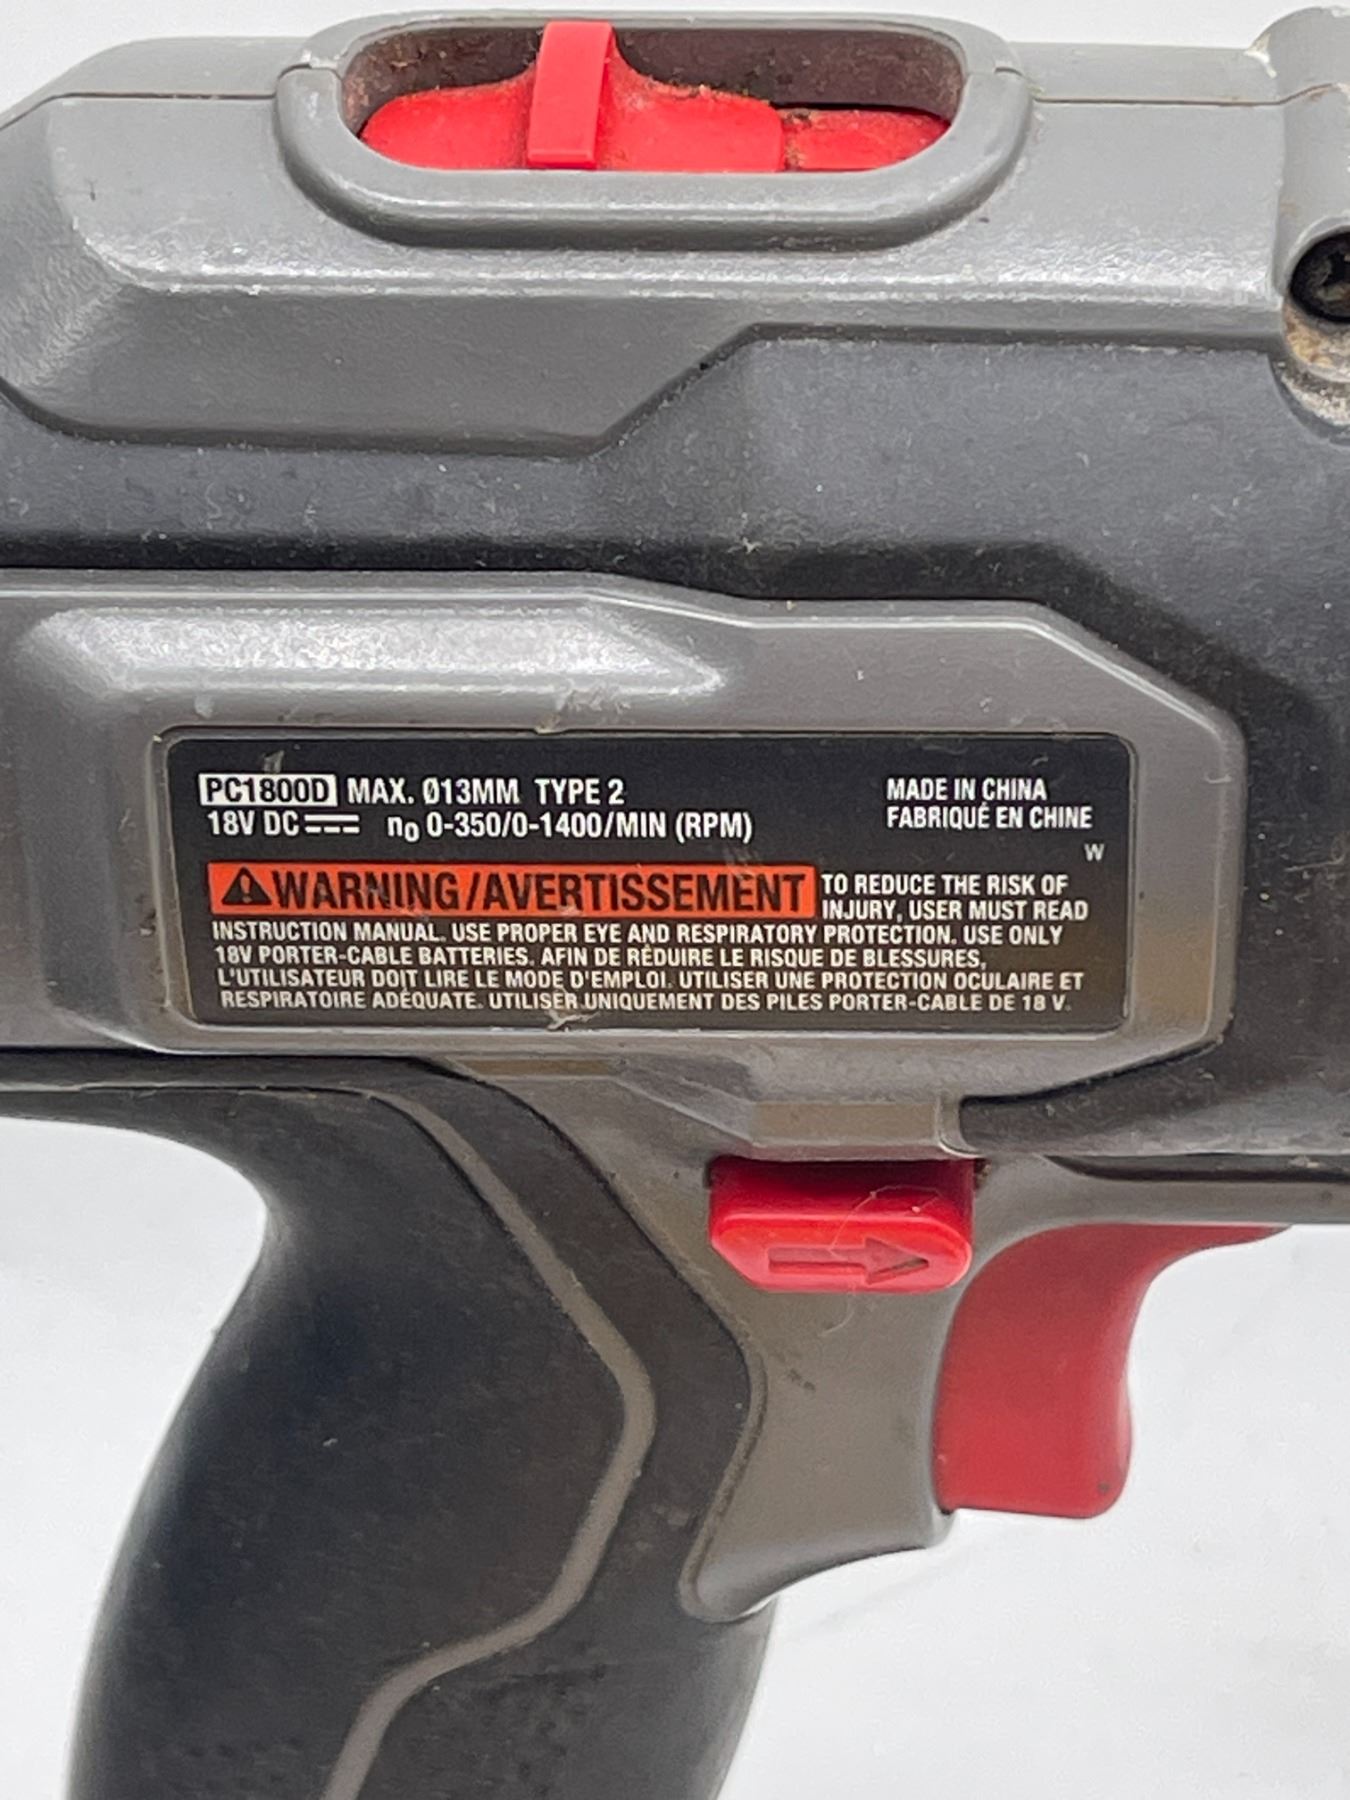 PC1800D MAX. Ø13MM TYPE 2
18V DC n0 0-350/0-1400/MIN (RPM)
MADE IN CHINA
FABRIQUÉ EN CHINE
W
WARNING/AVERTISSEMENT TO REDUCE THE RISK OF
INJURY, USER MUST READ
INSTRUCTION MANUAL. USE PROPER EYE AND RESPIRATORY PROTECTION. USE ONLY
18V PORTER-CABLE BATTERIES. AFIN DE RÉDUIRE LE RISQUE DE BLESSURES,
L'UTILISATEUR DOIT LIRE LE MODE D'EMPLOI. UTILISER UNE PROTECTION OCULAIRE ET
RESPIRATOIRE ADÉQUATE. UTILISER UNIQUEMENT DES PILES PORTER-CABLE DE 18 V.